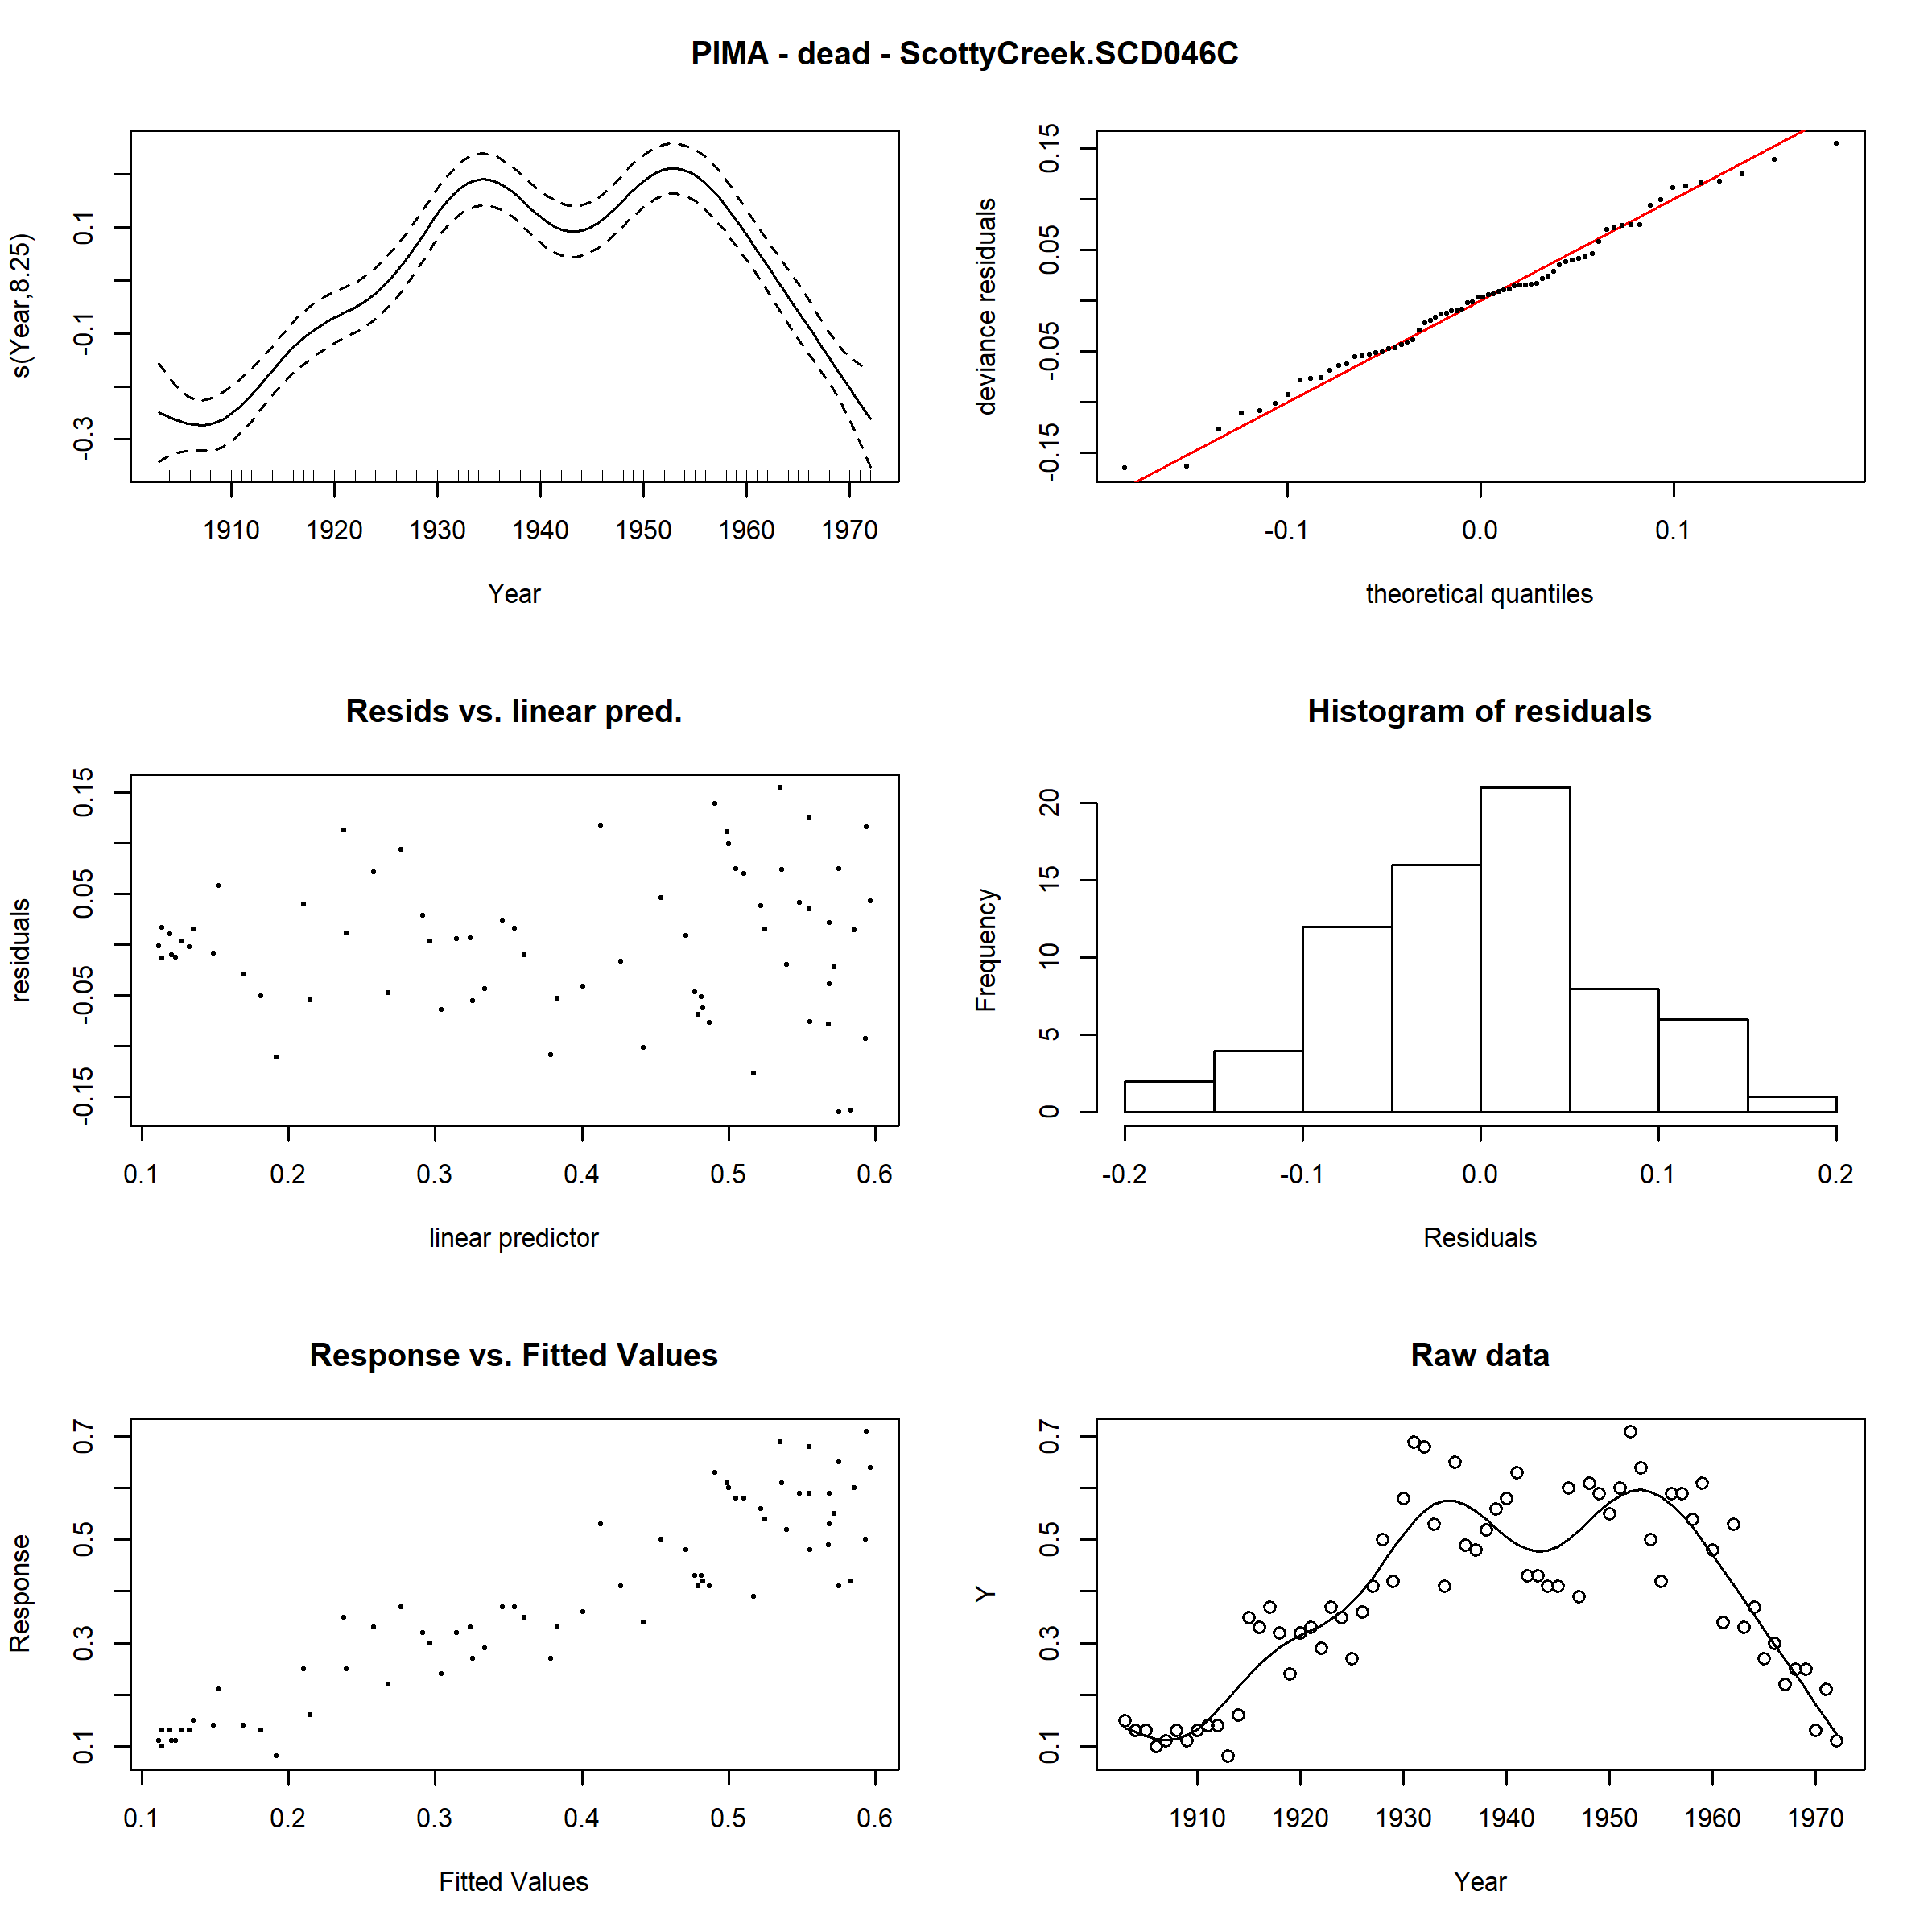 PIMA - dead - ScottyCreek.SCD046C
s(Year,8.25)
-0.3 -0.1 0.1
1910 1920 1930 1940 1950 1960 1970
Year
deviance residuals
-0.15 -0.05 0.05 0.15
-0.1 0.0 0.1
theoretical quantiles
Resids vs. linear pred.
residuals
-0.15 -0.05 0.05 0.15
0.1 0.2 0.3 0.4 0.5 0.6
linear predictor
Histogram of residuals
Frequency
0 5 10 15 20
-0.2 -0.1 0.0 0.1 0.2
Residuals
Response vs. Fitted Values
Response
0.1 0.3 0.5 0.7
0.1 0.2 0.3 0.4 0.5 0.6
Fitted Values
Raw data
Y
0.1 0.3 0.5 0.7
1910 1920 1930 1940 1950 1960 1970
Year